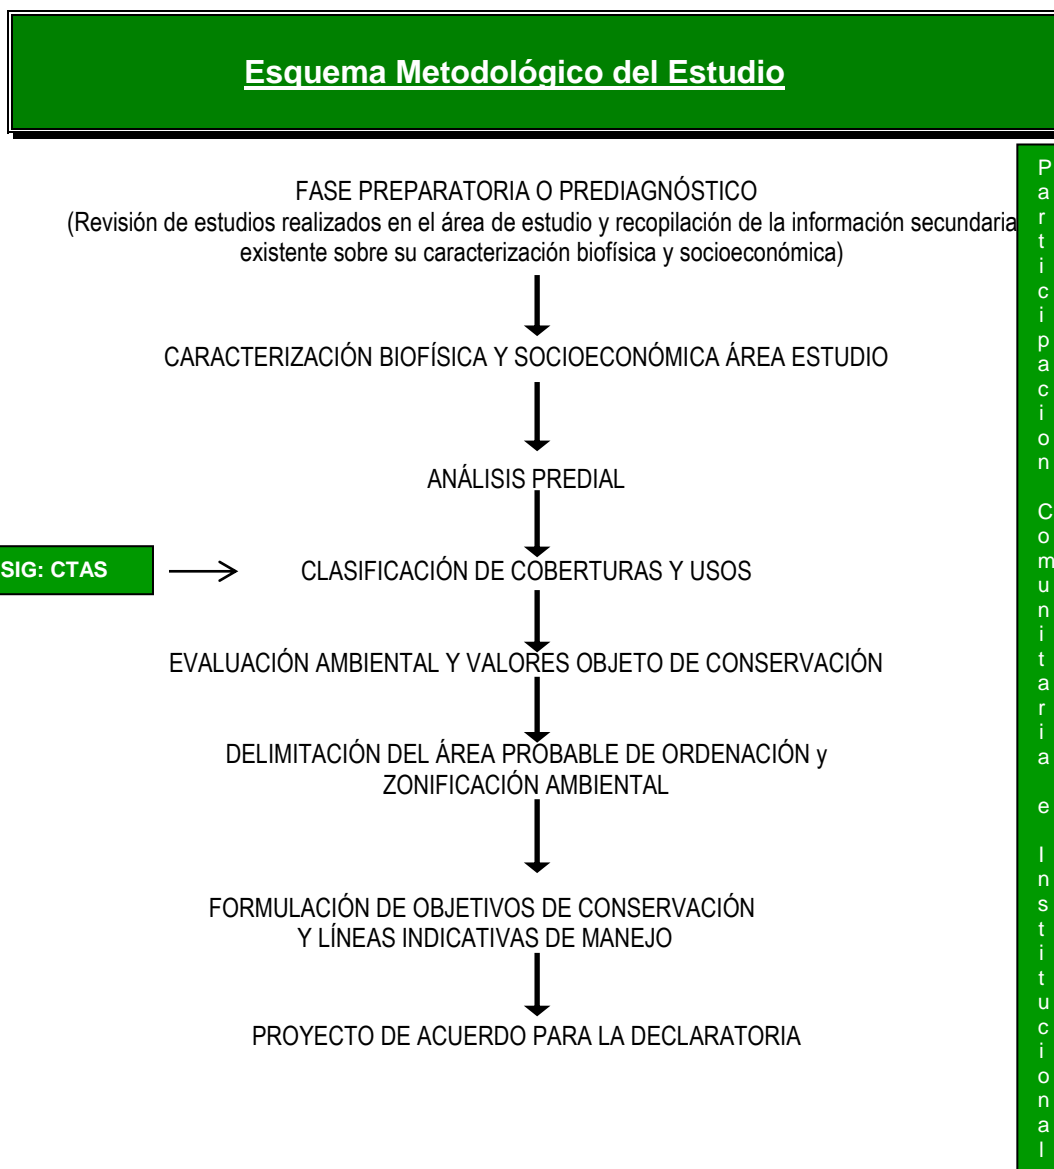 Esquema Metodológico del Estudio
FASE PREPARATORIA O PREDIAGNÓSTICO
(Revisión de estudios realizados en el área de estudio y recopilación de la información secundaria
existente sobre su caracterización biofísica y socioeconómica)
CARACTERIZACIÓN BIOFÍSICA Y SOCIOECONÓMICA ÁREA ESTUDIO
ANÁLISIS PREDIAL
SIG: CTAS
CLASIFICACIÓN DE COBERTURAS Y USOS
EVALUACIÓN AMBIENTAL Y VALORES OBJETO DE CONSERVACIÓN
DELIMITACIÓN DEL ÁREA PROBABLE DE ORDENACIÓN y
ZONIFICACIÓN AMBIENTAL
FORMULACIÓN DE OBJETIVOS DE CONSERVACIÓN
Y LÍNEAS INDICATIVAS DE MANEJO
PROYECTO DE ACUERDO PARA LA DECLARATORIA
Participacion Comunitaria e Institucional